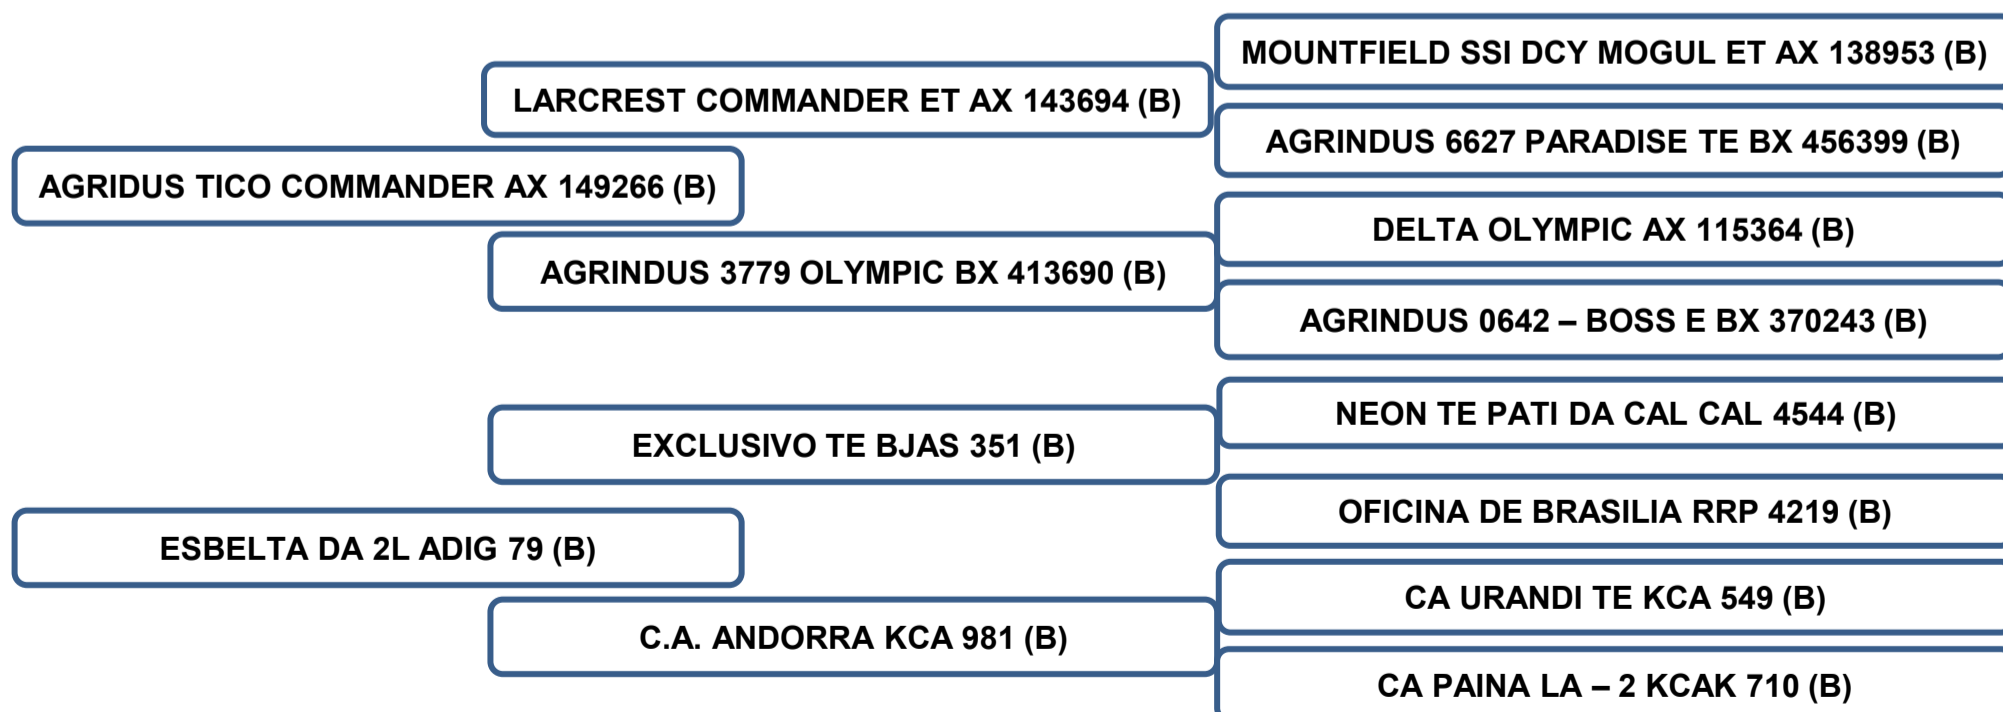 MOUNTFIELD SSI DCY MOGUL ET AX 138953 (B)
LARCREST COMMANDER ET AX 143694 (B)
AGRINDUS 6627 PARADISE TE BX 456399 (B)
AGRIDUS TICO COMMANDER AX 149266 (B)
DELTA OLYMPIC AX 115364 (B)
AGRINDUS 3779 OLYMPIC BX 413690 (B)
AGRINDUS 0642 – BOSS E BX 370243 (B)
NEON TE PATI DA CAL CAL 4544 (B)
EXCLUSIVO TE BJAS 351 (B)
OFICINA DE BRASILIA RRP 4219 (B)
ESBELTA DA 2L ADIG 79 (B)
CA URANDI TE KCA 549 (B)
C.A. ANDORRA KCA 981 (B)
CA PAINA LA – 2 KCAK 710 (B)